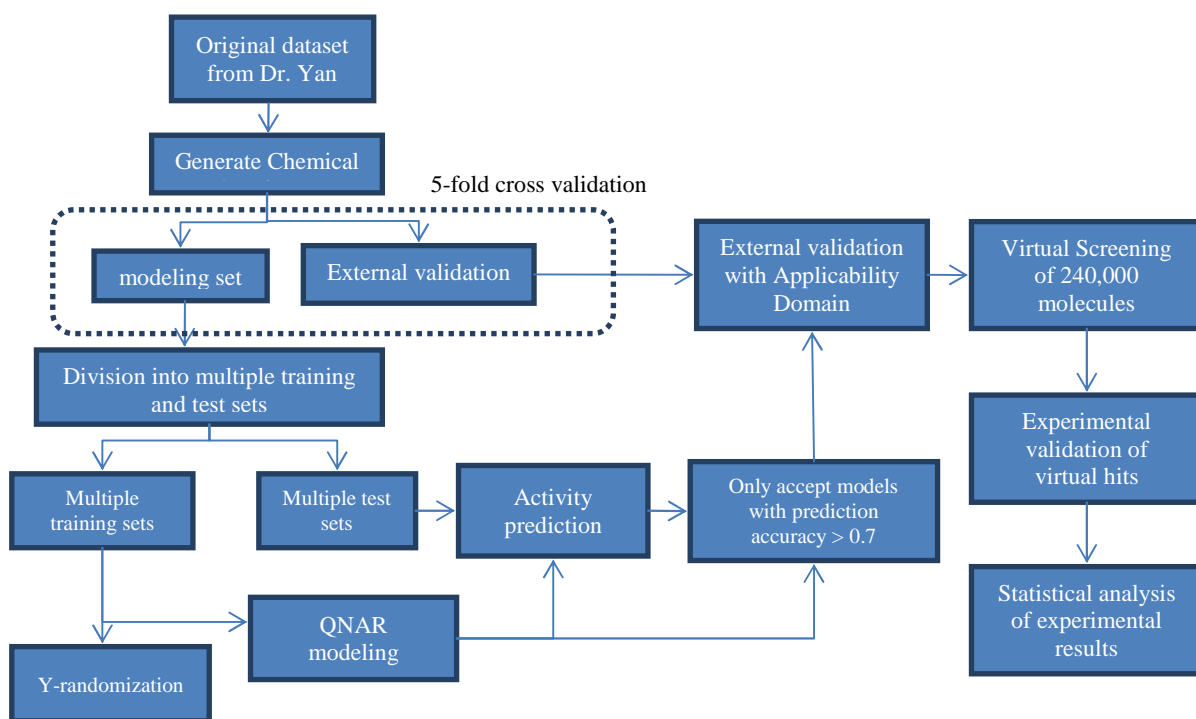 Original dataset
from Dr. Yan
Generate Chemical
5-fold cross validation
modeling set
External validation
External validation
with Applicability
Domain
Virtual Screening
of 240,000
molecules
Division into multiple training
and test sets
Multiple
training sets
Multiple test
sets
Activity
prediction
Only accept models
with prediction
accuracy > 0.7
Experimental
validation of
virtual hits
QNAR
modeling
Y-randomization
Statistical analysis
of experimental
results